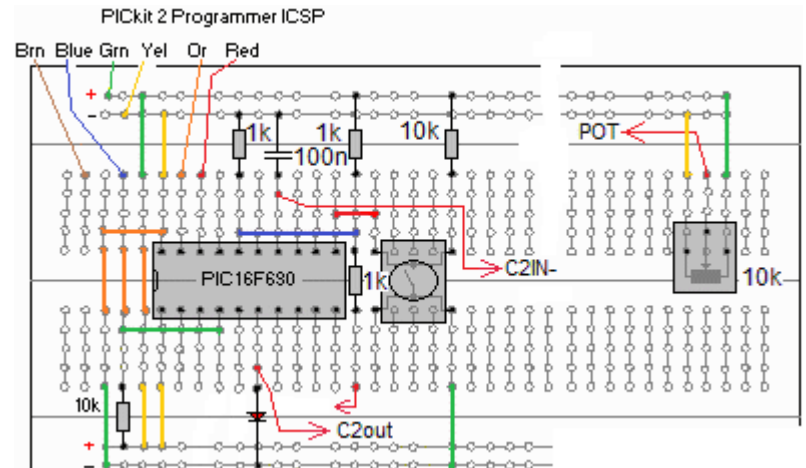 PICkit 2 Programmer ICSP
Brn Blue Grn Yel Or Red
+
-
1k
1k
10k
100n
POT
C2IN-
PIC16F630
1k
10k
10k
C2out
+
-